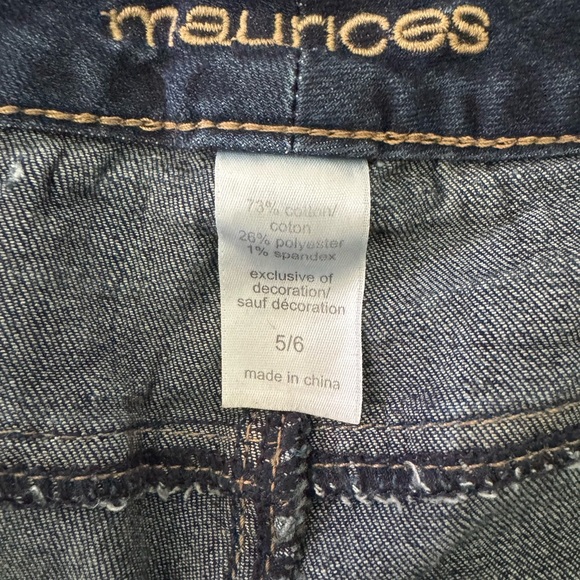 maurices
73% cotton/
coton
26% polyester
1% spandex
exclusive of
decoration/
sauf décoration
5/6
made in china